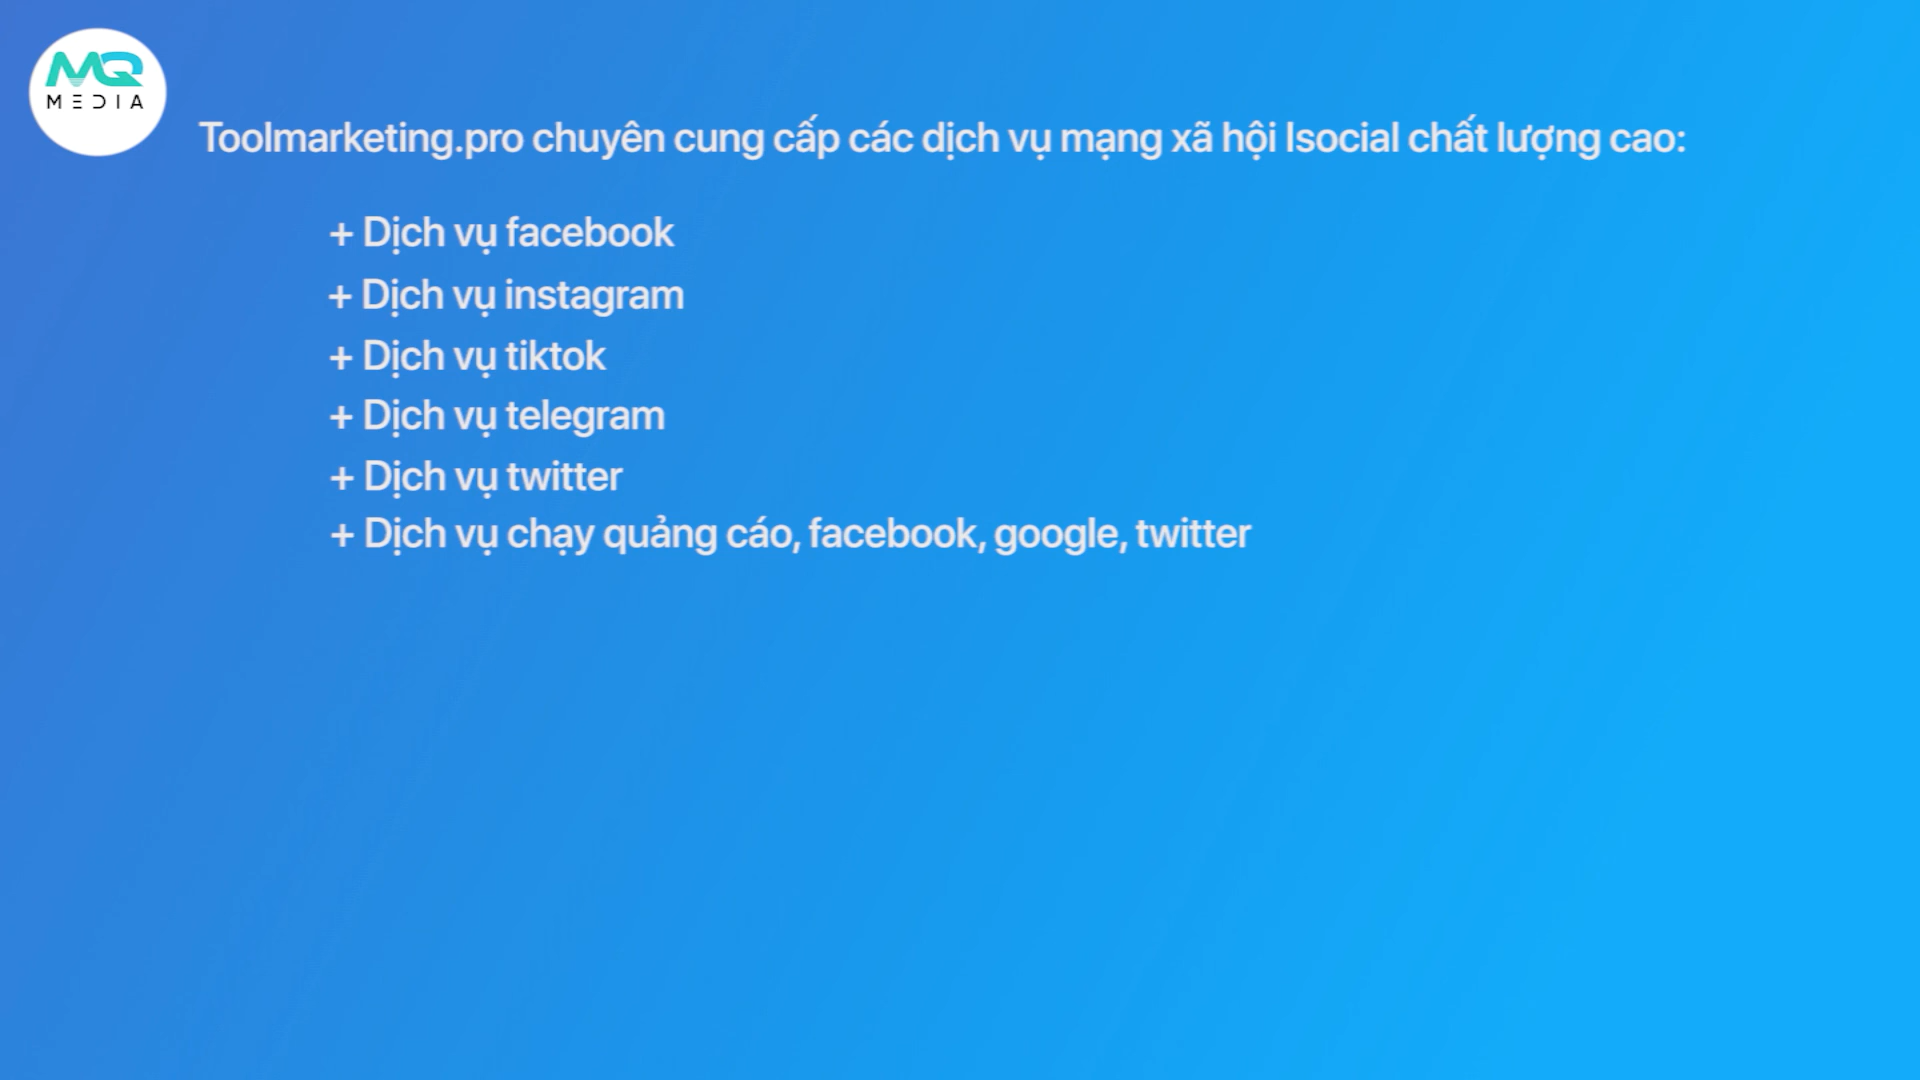 MQ
MEDIA
Toolmarketing.pro chuyên cung cấp các dịch vụ mạng xã hội Isocial chất lượng cao:
+ Dịch vụ facebook
+ Dịch vụ instagram
+ Dịch vụ tiktok
+ Dịch vụ telegram
+ Dịch vụ twitter
+ Dịch vụ chạy quảng cáo, facebook, google, twitter